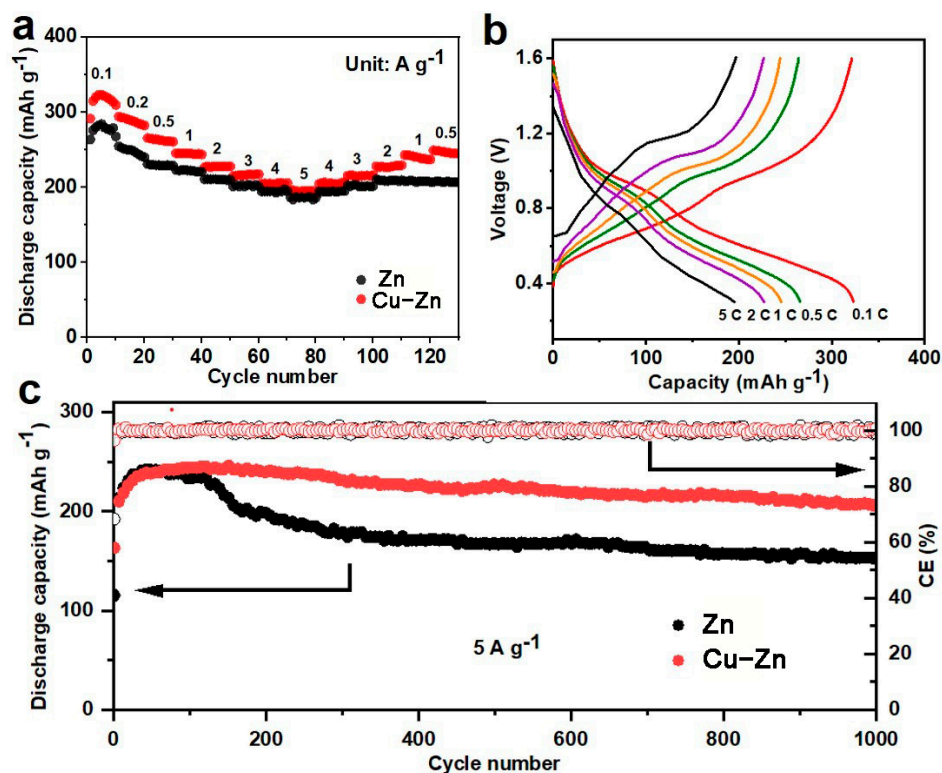 a
400
300
200
100
0
Discharge capacity (mAh g⁻¹)
Unit: A g⁻¹
0.1
0.2
0.5
1
2
3
4
5
4
3
2
1
0.5
Zn
Cu–Zn
0 20 40 60 80 100 120
Cycle number
b
1.6
1.2
0.8
0.4
Voltage (V)
5 C 2 C 1 C 0.5 C 0.1 C
0 100 200 300 400
Capacity (mAh g⁻¹)
c
300
200
100
0
Discharge capacity (mAh g⁻¹)
100
80
60
40
20
0
CE (%)
5 A g⁻¹
Zn
Cu–Zn
0 200 400 600 800 1000
Cycle number